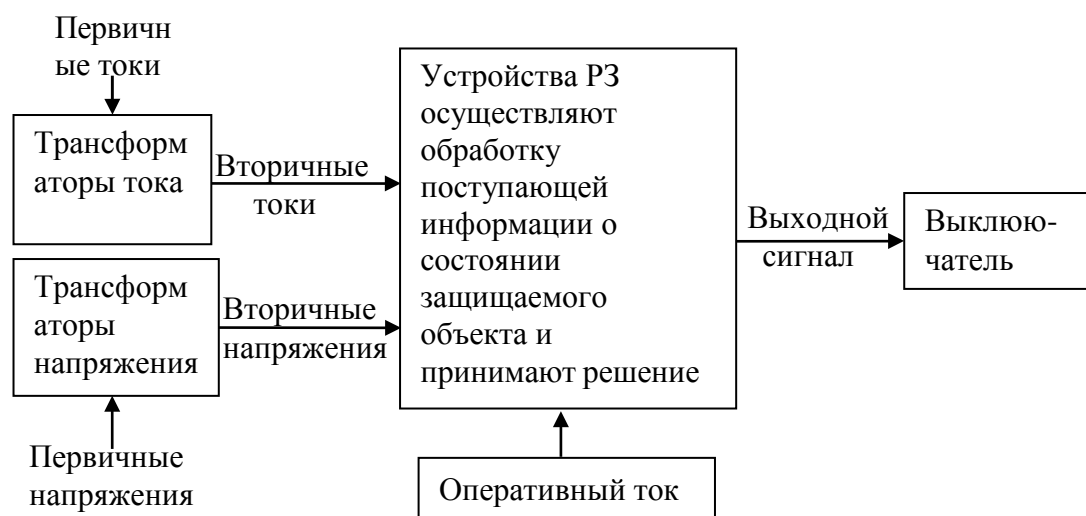 Первичн
ые токи
Трансформ
аторы тока
Вторичные
токи
Трансформ
аторы
напряжения
Вторичные
напряжения
Первичные
напряжения
Устройства РЗ
осуществляют
обработку
поступающей
информации о
состоянии
защищаемого
объекта и
принимают решение
Оперативный ток
Выходной
сигнал
Выклюю-
чатель